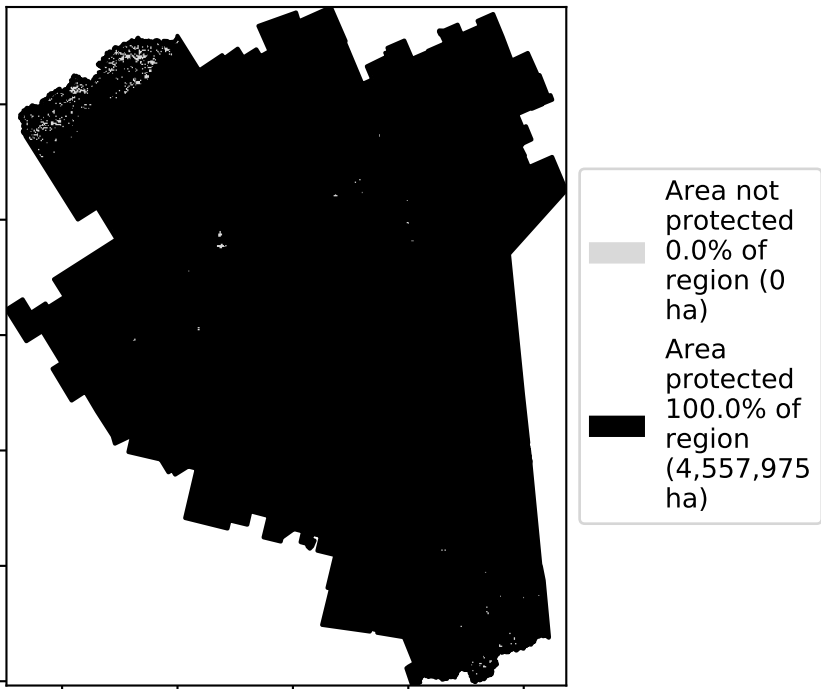 Area not
protected
0.0% of
region (0
ha)
Area
protected
100.0% of
region
(4,557,975
ha)